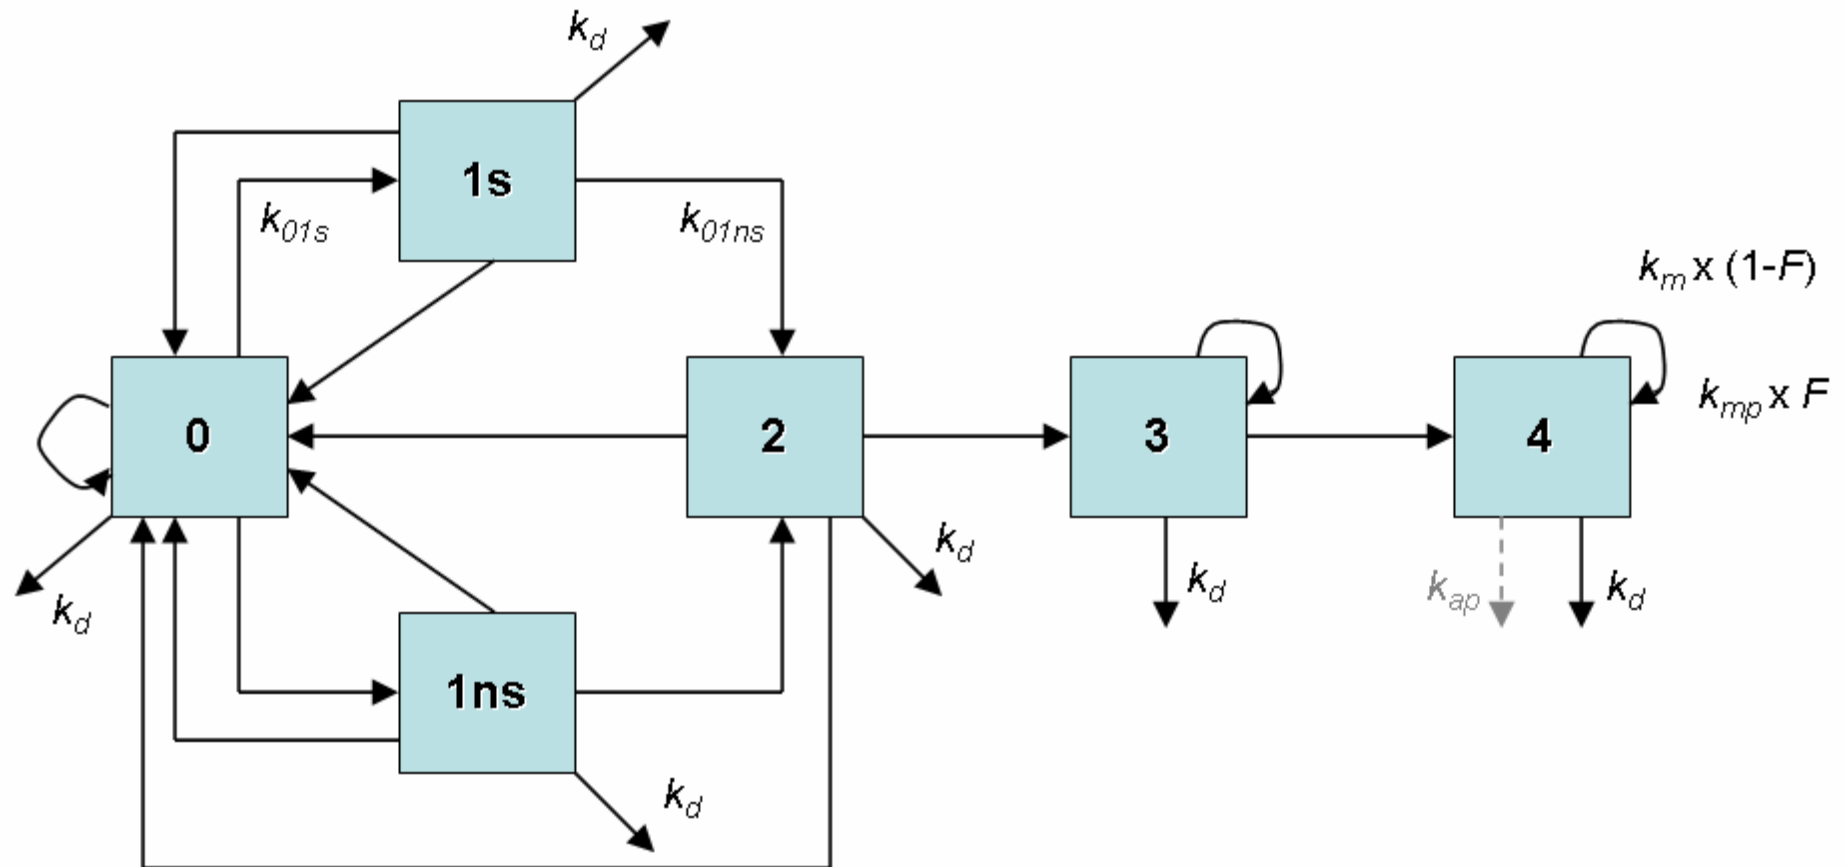 k_d
1s
k_01s
k_01ns
k_m x (1-F)
k_mp x F
0
2
3
4
k_d
k_d
k_d
k_ap
k_d
1ns
k_d